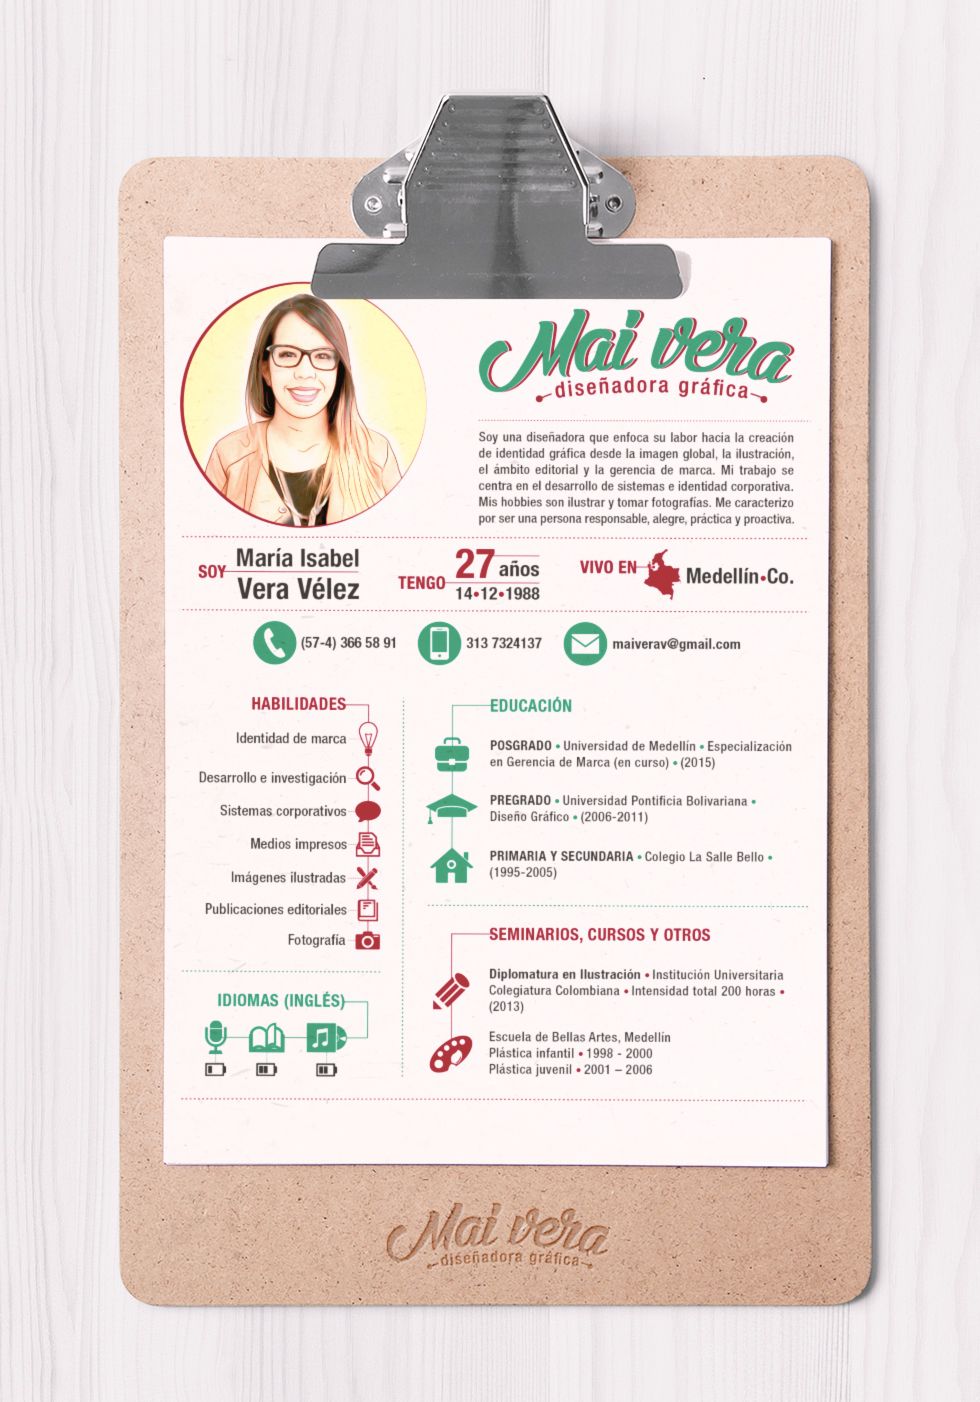 Mai vera
diseñadora gráfica
Soy una diseñadora que enfoca su labor hacia la creación
de identidad gráfica desde la imagen global, la ilustración,
el ámbito editorial y la gerencia de marca. Mi trabajo se
centra en el desarrollo de sistemas e identidad corporativa.
Mis hobbies son ilustrar y tomar fotografías. Me caracterizo
por ser una persona responsable, alegre, práctica y proactiva.
SOY
María Isabel
Vera Vélez
TENGO
27 años
14•12•1988
VIVO EN
Medellín•Co.
(57-4) 366 58 91
313 7324137
maiverav@gmail.com
HABILIDADES
Identidad de marca
Desarrollo e investigación
Sistemas corporativos
Medios impresos
Imágenes ilustradas
Publicaciones editoriales
Fotografía
IDIOMAS (INGLÉS)
EDUCACIÓN
POSGRADO • Universidad de Medellín • Especialización
en Gerencia de Marca (en curso) • (2015)
PREGRADO • Universidad Pontificia Bolivariana •
Diseño Gráfico • (2006-2011)
PRIMARIA Y SECUNDARIA • Colegio La Salle Bello •
(1995-2005)
SEMINARIOS, CURSOS Y OTROS
Diplomatura en Ilustración • Institución Universitaria
Colegiatura Colombiana • Intensidad total 200 horas •
(2013)
Escuela de Bellas Artes, Medellín
Plástica infantil • 1998 - 2000
Plástica juvenil • 2001 – 2006
Mai vera
diseñadora gráfica